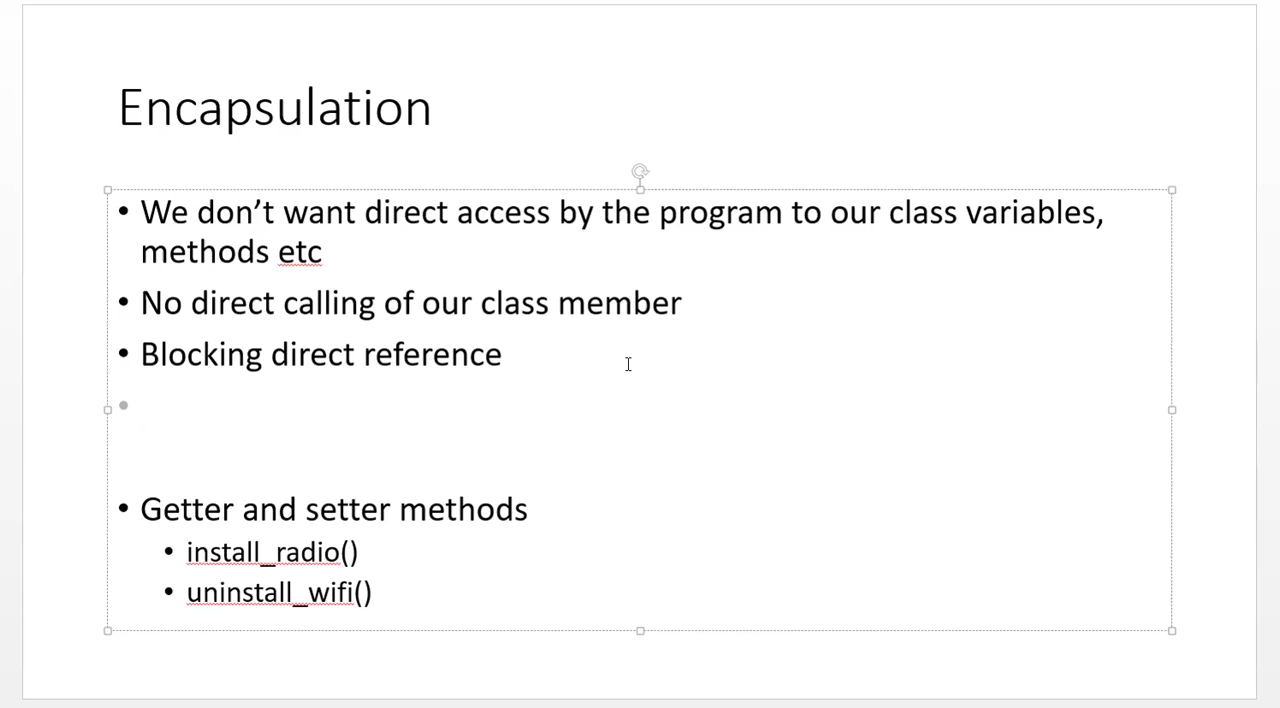 Encapsulation
• We don’t want direct access by the program to our class variables,
methods etc
• No direct calling of our class member
• Blocking direct reference
•
• Getter and setter methods
• install_radio()
• uninstall_wifi()